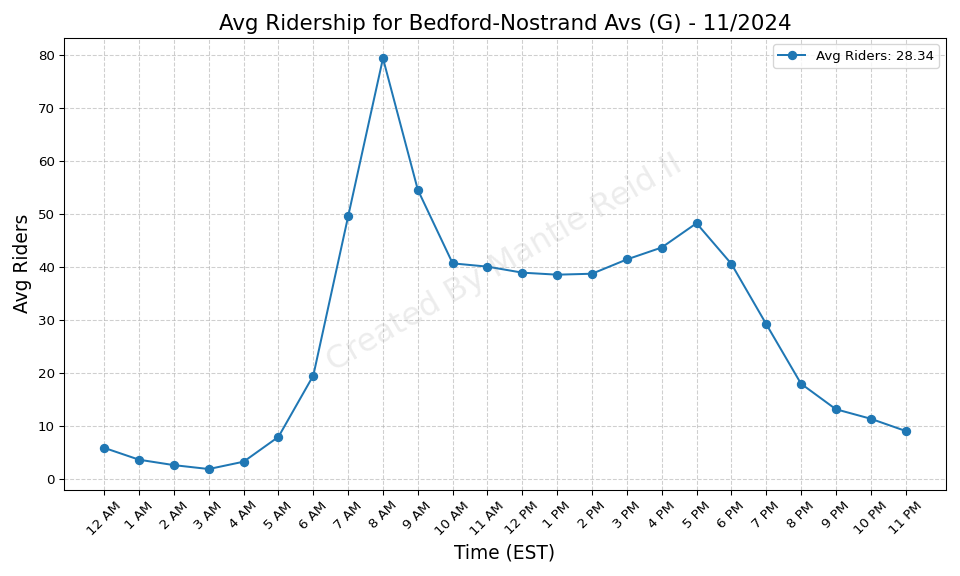 Avg Ridership for Bedford-Nostrand Avs (G) - 11/2024
Avg Riders: 28.34
80
70
60
50
40
30
20
10
0
Avg Riders
Created By Mantie Reid II
12 AM
1 AM
2 AM
3 AM
4 AM
5 AM
6 AM
7 AM
8 AM
9 AM
10 AM
11 AM
12 PM
1 PM
2 PM
3 PM
4 PM
5 PM
6 PM
7 PM
8 PM
9 PM
10 PM
11 PM
Time (EST)